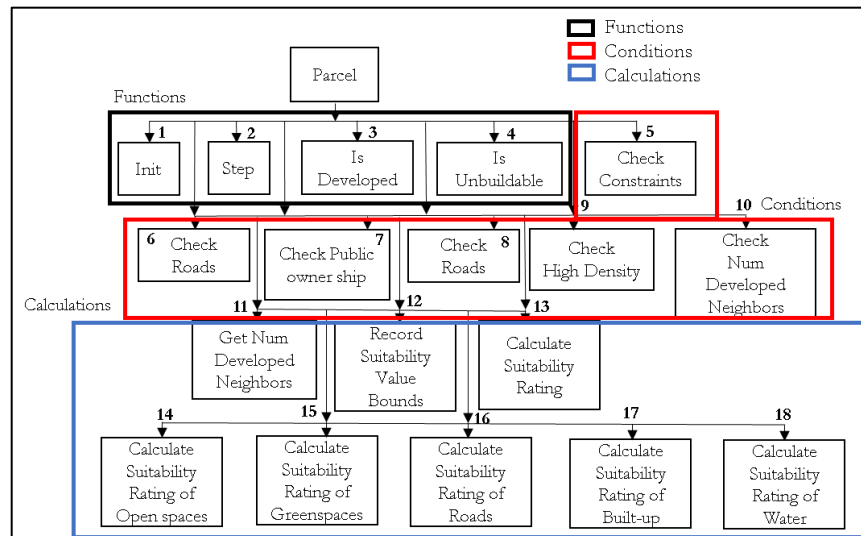 Functions
Conditions
Calculations
Parcel
Functions
1
2
3
4
5
Init
Step
Is
Developed
Is
Unbuildable
Check
Constraints
9
10
Conditions
6
Check
Roads
7
Check Public
owner ship
8
Check
Roads
Check
High Density
Check
Num
Developed
Neighbors
Calculations
11
12
13
Get Num
Developed
Neighbors
Record
Suitability
Value
Bounds
Calculate
Suitability
Rating
14
15
16
17
18
Calculate
Suitability
Rating of
Open spaces
Calculate
Suitability
Rating of
Greenspaces
Calculate
Suitability
Rating of
Roads
Calculate
Suitability
Rating of
Built-up
Calculate
Suitability
Rating of
Water